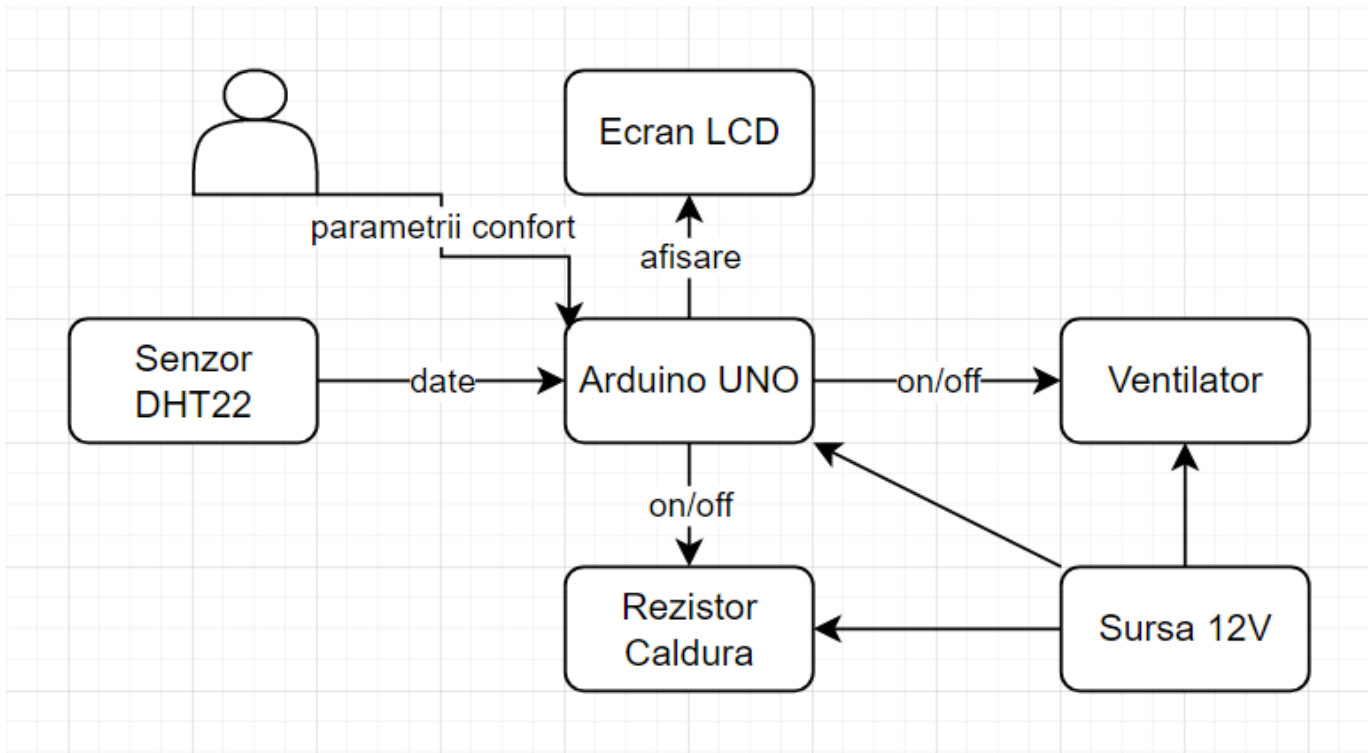 Ecran LCD
parametrii confort
afisare
Senzor
DHT22
date
Arduino UNO
on/off
Ventilator
on/off
Rezistor
Caldura
Sursa 12V